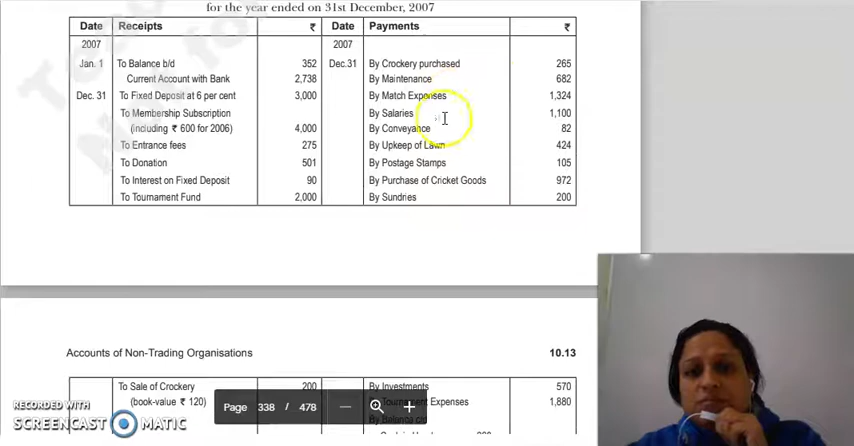 for the year ended on 31st December, 2007
Date Receipts ₹ Date Payments ₹
2007 2007
Jan. 1 To Balance b/d 352 Dec.31 By Crockery purchased 265
Current Account with Bank 2,738 By Maintenance 682
Dec. 31 To Fixed Deposit at 6 per cent 3,000 By Match Expenses 1,324
To Membership Subscription By Salaries 1,100
(including ₹ 600 for 2006) 4,000 By Conveyance 82
To Entrance fees 275 By Upkeep of Lawn 424
To Donation 501 By Postage Stamps 105
To Interest on Fixed Deposit 90 By Purchase of Cricket Goods 972
To Tournament Fund 2,000 By Sundries 200
Accounts of Non-Trading Organisations 10.13
To Sale of Crockery 200 By Investments 570
(book-value ₹ 120) By Tournament Expenses 1,880
By Balance c/d
Page 338 / 478
RECORDED WITH
SCREENCAST MATIC